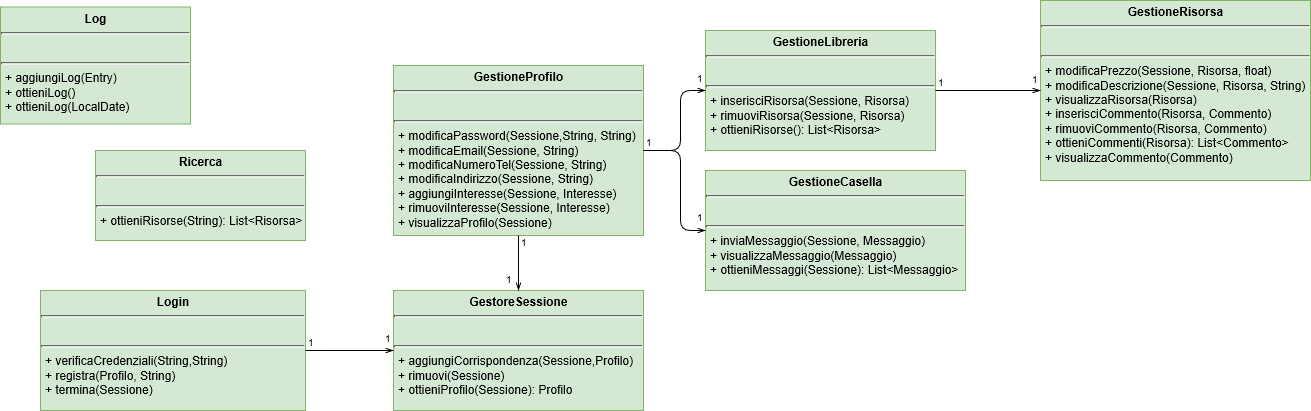 Log
+ aggiungiLog(Entry)
+ ottieniLog()
+ ottieniLog(LocalDate)
Ricerca
+ ottieniRisorse(String): List<Risorsa>
GestioneProfilo
+ modificaPassword(Sessione,String, String)
+ modificaEmail(Sessione, String)
+ modificaNumeroTel(Sessione, String)
+ modificaIndirizzo(Sessione, String)
+ aggiungiInteresse(Sessione, Interesse)
+ rimuoviInteresse(Sessione, Interesse)
+ visualizzaProfilo(Sessione)
1
1
1
1
1
GestioneLibreria
+ inserisciRisorsa(Sessione, Risorsa)
+ rimuoviRisorsa(Sessione, Risorsa)
+ ottieniRisorse(): List<Risorsa>
1
1
GestioneRisorsa
+ modificaPrezzo(Sessione, Risorsa, float)
+ modificaDescrizione(Sessione, Risorsa, String)
+ visualizzaRisorsa(Risorsa)
+ inserisciCommento(Risorsa, Commento)
+ rimuoviCommento(Risorsa, Commento)
+ ottieniCommenti(Risorsa): List<Commento>
+ visualizzaCommento(Commento)
GestioneCasella
+ inviaMessaggio(Sessione, Messaggio)
+ visualizzaMessaggio(Messaggio)
+ ottieniMessaggi(Sessione): List<Messaggio>
Login
+ verificaCredenziali(String,String)
+ registra(Profilo, String)
+ termina(Sessione)
1
1
GestoreSessione
+ aggiungiCorrispondenza(Sessione,Profilo)
+ rimuovi(Sessione)
+ ottieniProfilo(Sessione): Profilo